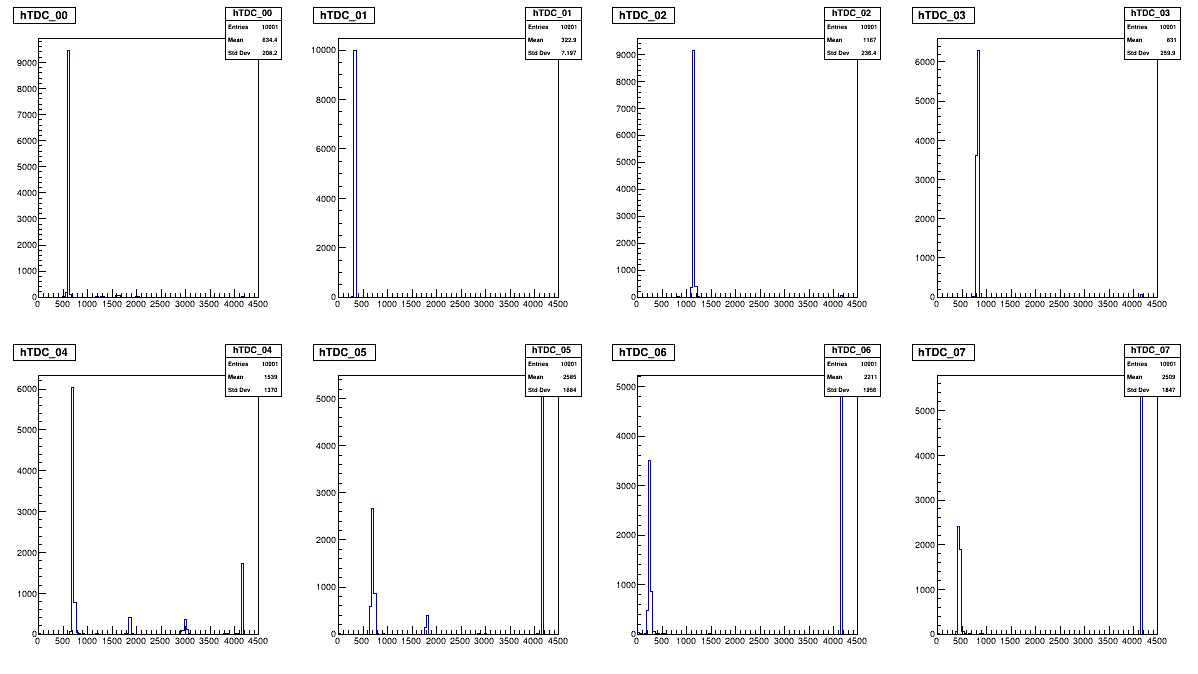 hTDC_00
hTDC_00
Entries 10001
Mean 634.4
Std Dev 208.2
9000
8000
7000
6000
5000
4000
3000
2000
1000
0
0 500 1000 1500 2000 2500 3000 3500 4000 4500
hTDC_01
hTDC_01
Entries 10001
Mean 322.9
Std Dev 7.197
10000
8000
6000
4000
2000
0
0 500 1000 1500 2000 2500 3000 3500 4000 4500
hTDC_02
hTDC_02
Entries 10001
Mean 1167
Std Dev 236.4
9000
8000
7000
6000
5000
4000
3000
2000
1000
0
0 500 1000 1500 2000 2500 3000 3500 4000 4500
hTDC_03
hTDC_03
Entries 10001
Mean 831
Std Dev 259.9
6000
5000
4000
3000
2000
1000
0
0 500 1000 1500 2000 2500 3000 3500 4000 4500
hTDC_04
hTDC_04
Entries 10001
Mean 1539
Std Dev 1370
6000
5000
4000
3000
2000
1000
0
0 500 1000 1500 2000 2500 3000 3500 4000 4500
hTDC_05
hTDC_05
Entries 10001
Mean 2585
Std Dev 1684
5000
4000
3000
2000
1000
0
0 500 1000 1500 2000 2500 3000 3500 4000 4500
hTDC_06
hTDC_06
Entries 10001
Mean 2211
Std Dev 1956
5000
4000
3000
2000
1000
0
0 500 1000 1500 2000 2500 3000 3500 4000 4500
hTDC_07
hTDC_07
Entries 10001
Mean 2509
Std Dev 1847
5000
4000
3000
2000
1000
0
0 500 1000 1500 2000 2500 3000 3500 4000 4500